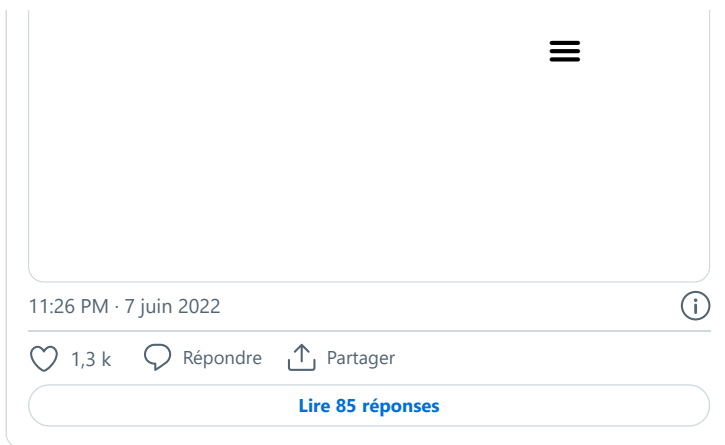 11:26 PM · 7 juin 2022
1,3 k Répondre Partager
Lire 85 réponses